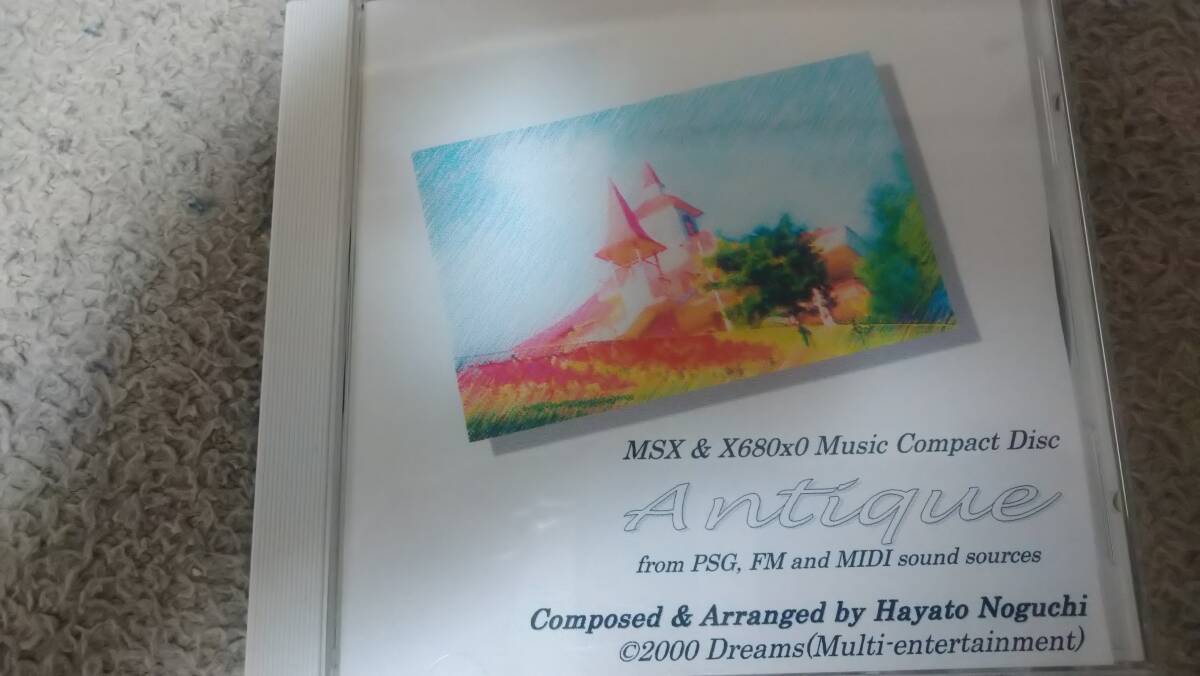 MSX & X680x0 Music Compact Disc
Antique
from PSG, FM and MIDI sound sources
Composed & Arranged by Hayato Noguchi
©2000 Dreams(Multi-entertainment)